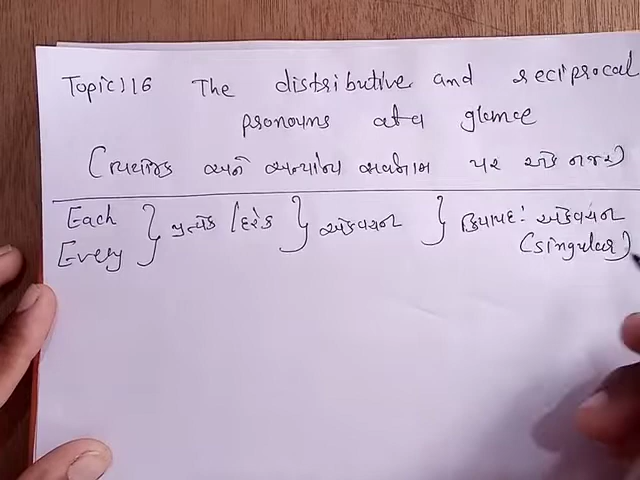 Topic)16 The distributive and reciprocal
pronouns at a glance
(વિભાજક અને અન્યોન્ય સર્વનામ પર એક નજર)
Each
Every } પ્રત્યેક / દરેક } એકવચન } ક્રિયાપદ: એકવચન
(singular)